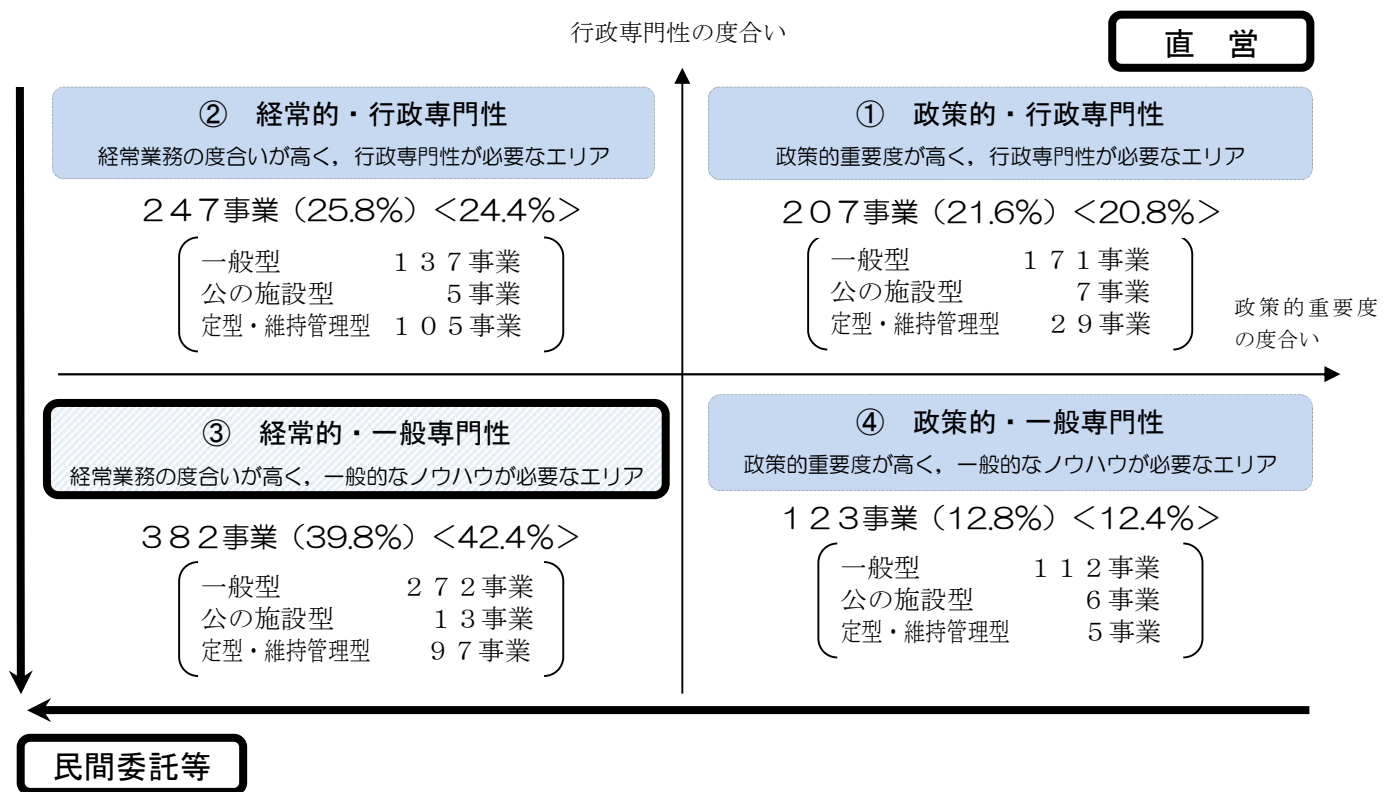 行政専門性の度合い
直　営
②　経常的・行政専門性
経常業務の度合いが高く，行政専門性が必要なエリア
２４７事業（25.8%）＜24.4%＞
一般型　１３７事業
公の施設型　５事業
定型・維持管理型　１０５事業
①　政策的・行政専門性
政策的重要度が高く，行政専門性が必要なエリア
２０７事業（21.6%）＜20.8%＞
一般型　１７１事業
公の施設型　７事業
定型・維持管理型　２９事業
政策的重要度
の度合い
③　経常的・一般専門性
経常業務の度合いが高く，一般的なノウハウが必要なエリア
３８２事業（39.8%）＜42.4%＞
一般型　２７２事業
公の施設型　１３事業
定型・維持管理型　９７事業
④　政策的・一般専門性
政策的重要度が高く，一般的なノウハウが必要なエリア
１２３事業（12.8%）＜12.4%＞
一般型　１１２事業
公の施設型　６事業
定型・維持管理型　５事業
民間委託等